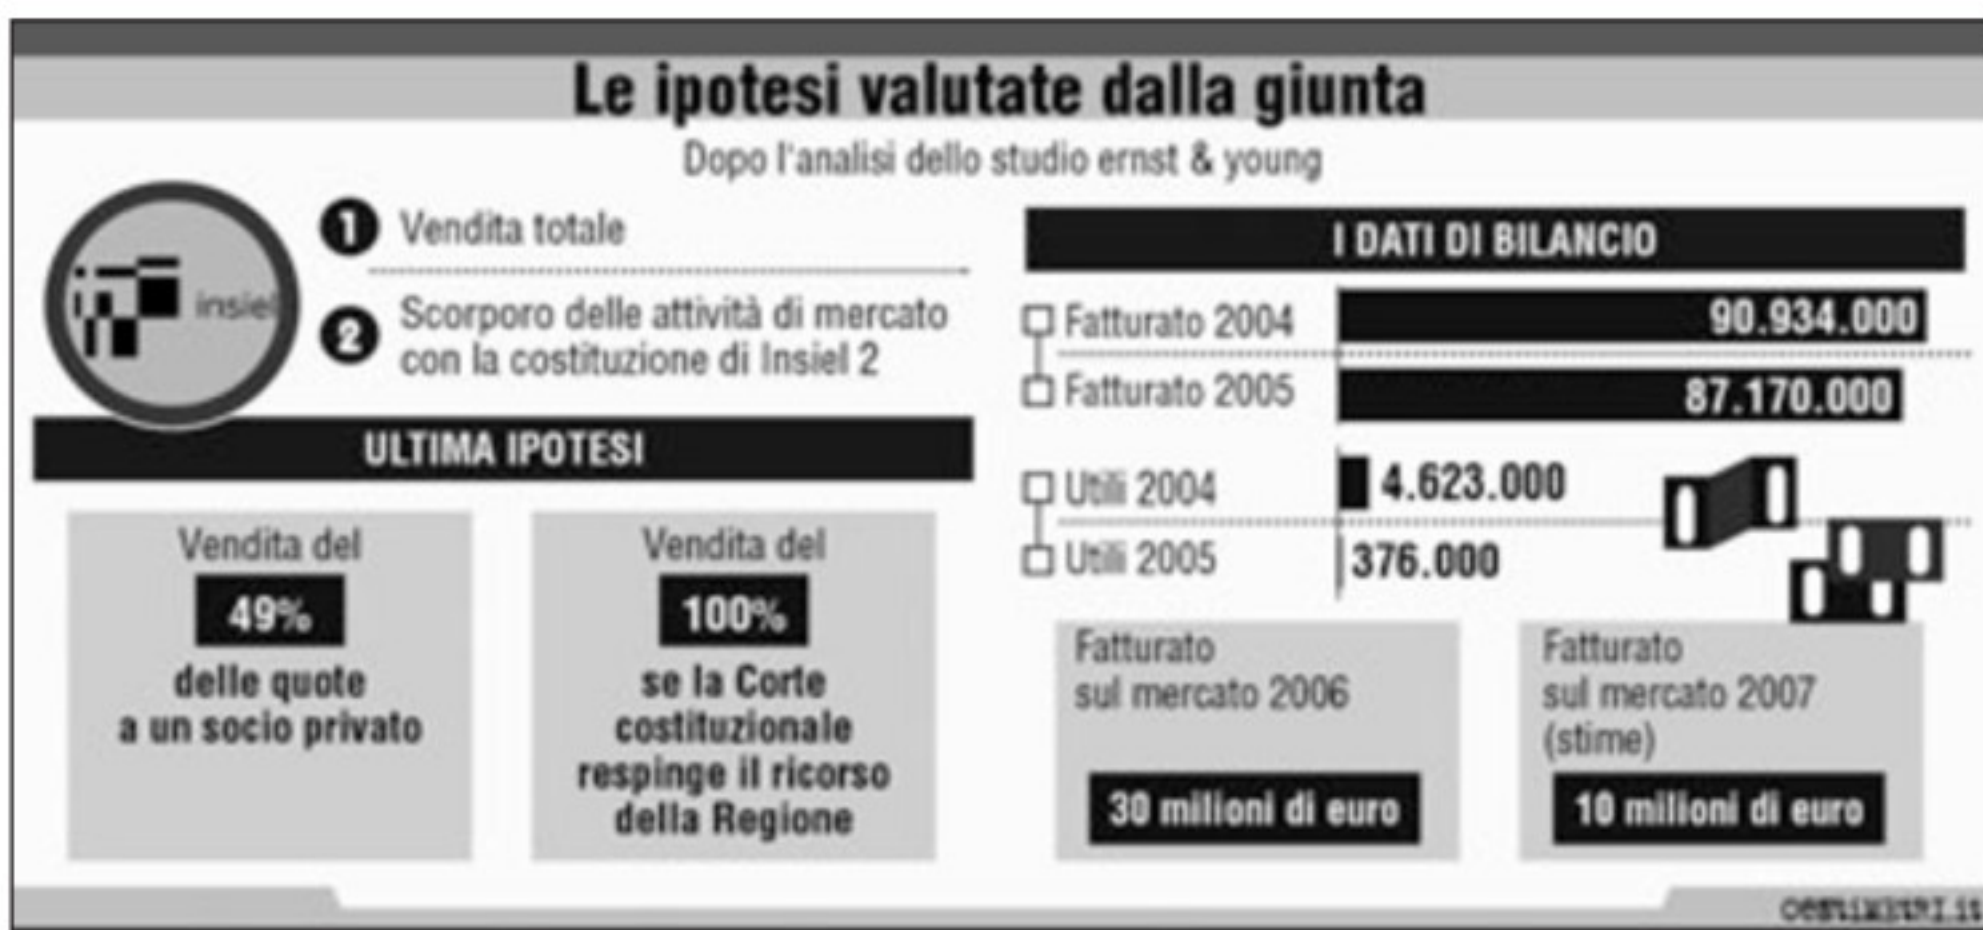 Le ipotesi valutate dalla giunta
Dopo l'analisi dello studio ernst & young
insiel
1 Vendita totale
2 Scorporo delle attività di mercato
con la costituzione di Insiel 2
ULTIMA IPOTESI
Vendita del
49%
delle quote
a un socio privato
Vendita del
100%
se la Corte
costituzionale
respinge il ricorso
della Regione
I DATI DI BILANCIO
Fatturato 2004 90.934.000
Fatturato 2005 87.170.000
Utili 2004 4.623.000
Utili 2005 376.000
Fatturato
sul mercato 2006
30 milioni di euro
Fatturato
sul mercato 2007
(stime)
10 milioni di euro